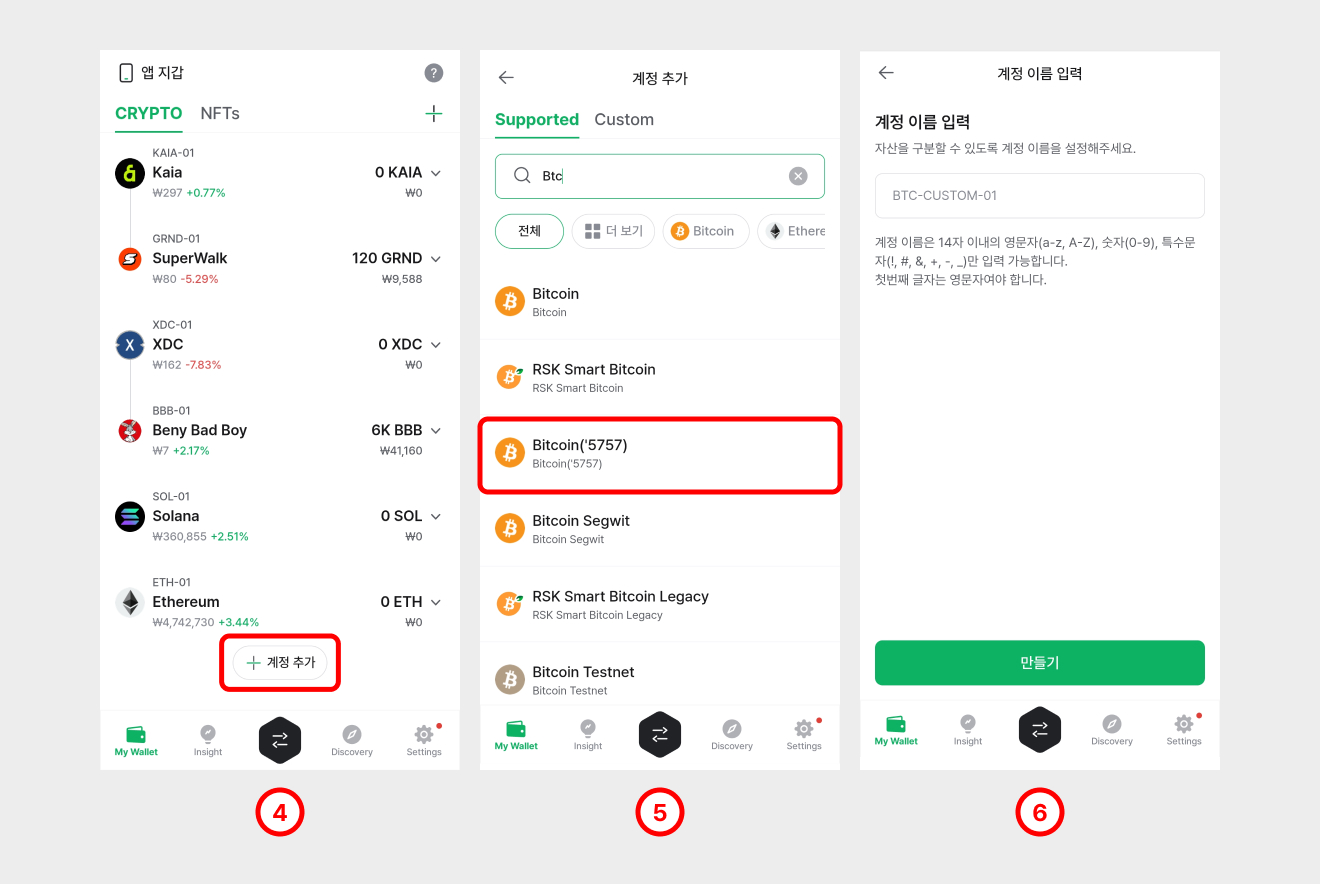 앱 지갑
?
CRYPTO NFTs
KAIA-01
Kaia 0 KAIA
₩297 +0.77% ₩0
GRND-01
SuperWalk 120 GRND
₩80 -5.29% ₩9,588
XDC-01
XDC 0 XDC
₩162 -7.83% ₩0
BBB-01
Beny Bad Boy 6K BBB
₩7 +2.17% ₩41,160
SOL-01
Solana 0 SOL
₩360,855 +2.51% ₩0
ETH-01
Ethereum 0 ETH
₩4,742,730 +3.44% ₩0
계정 추가
My Wallet Insight Discovery Settings
4
계정 추가
Supported Custom
Btc
전체 더 보기 Bitcoin Ethere
Bitcoin
Bitcoin
RSK Smart Bitcoin
RSK Smart Bitcoin
Bitcoin('5757)
Bitcoin('5757)
Bitcoin Segwit
Bitcoin Segwit
RSK Smart Bitcoin Legacy
RSK Smart Bitcoin Legacy
Bitcoin Testnet
Bitcoin Testnet
My Wallet Insight Discovery Settings
5
계정 이름 입력
계정 이름 입력
자산을 구분할 수 있도록 계정 이름을 설정해주세요.
BTC-CUSTOM-01
계정 이름은 14자 이내의 영문자(a-z, A-Z), 숫자(0-9), 특수문
자(!, #, &, +, -, _)만 입력 가능합니다.
첫번째 글자는 영문자여야 합니다.
만들기
My Wallet Insight Discovery Settings
6